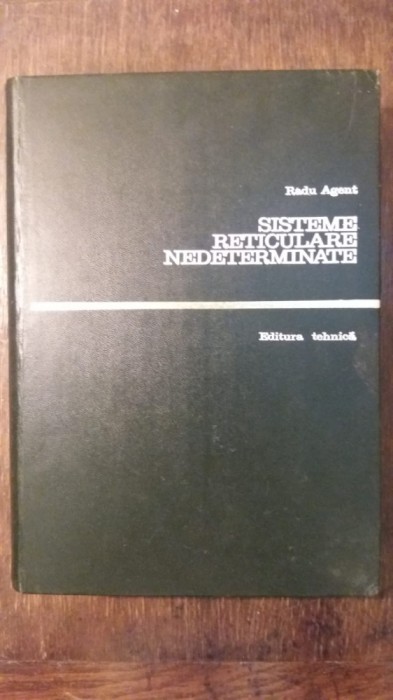 Radu Agent
SISTEME
RETICULARE
NEDETERMINATE
Editura tehnică